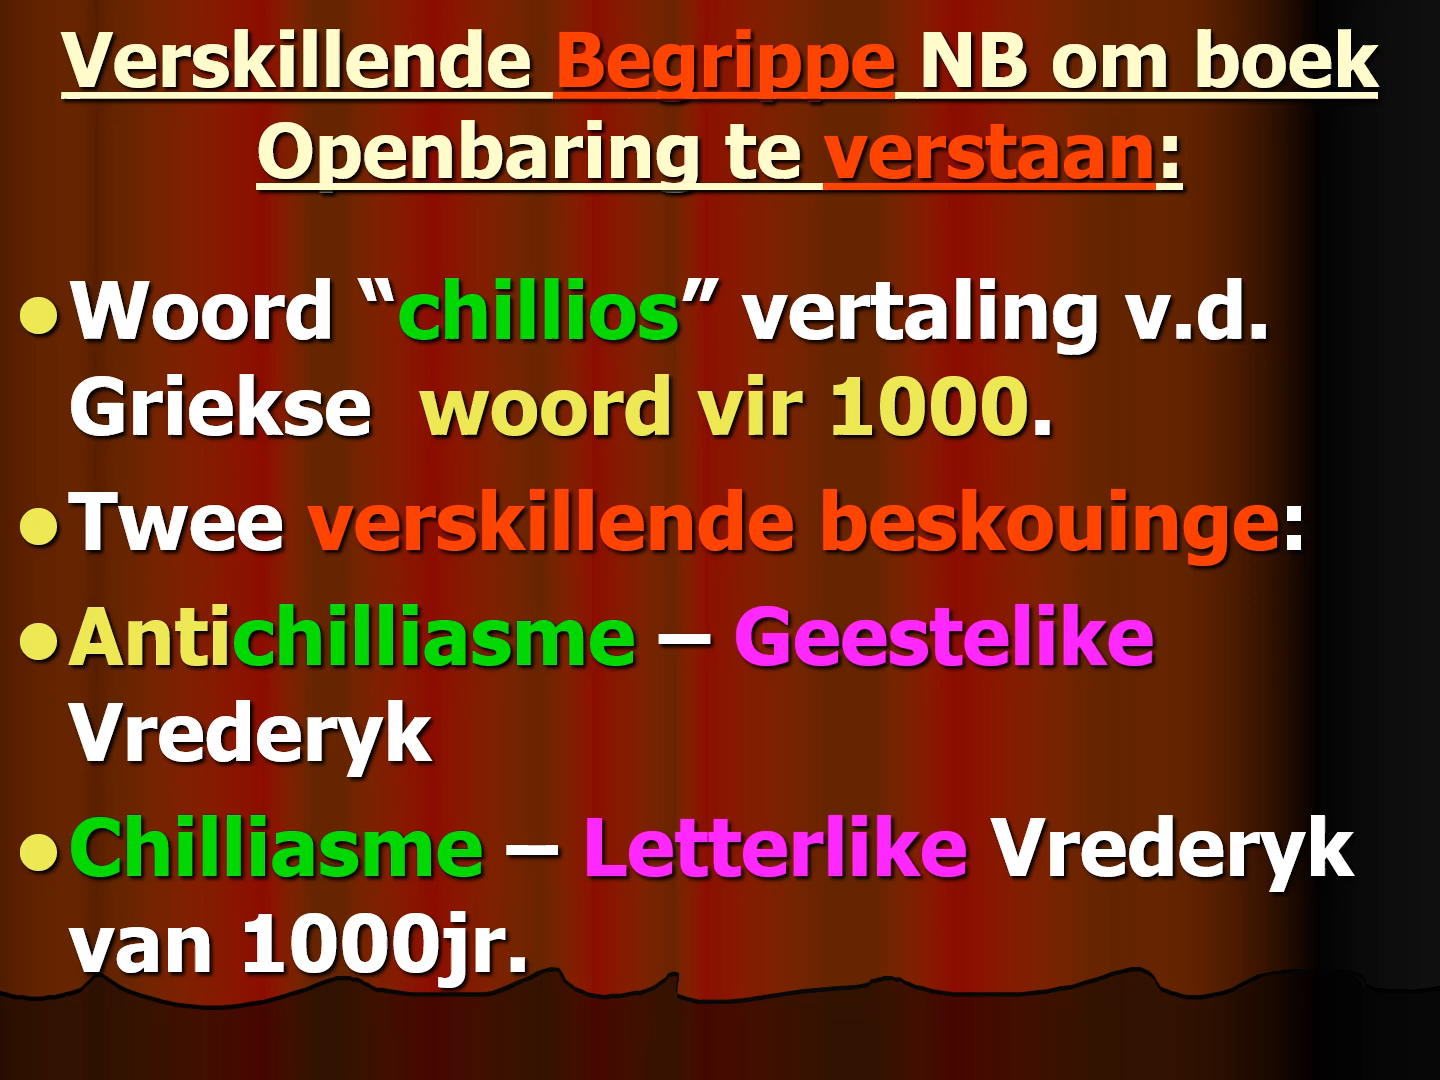 Verskillende Begrippe NB om boek
Openbaring te verstaan:
Woord “chillios” vertaling v.d.
Griekse woord vir 1000.
Twee verskillende beskouinge:
Antichilliasme – Geestelike
Vrederyk
Chilliasme – Letterlike Vrederyk
van 1000jr.